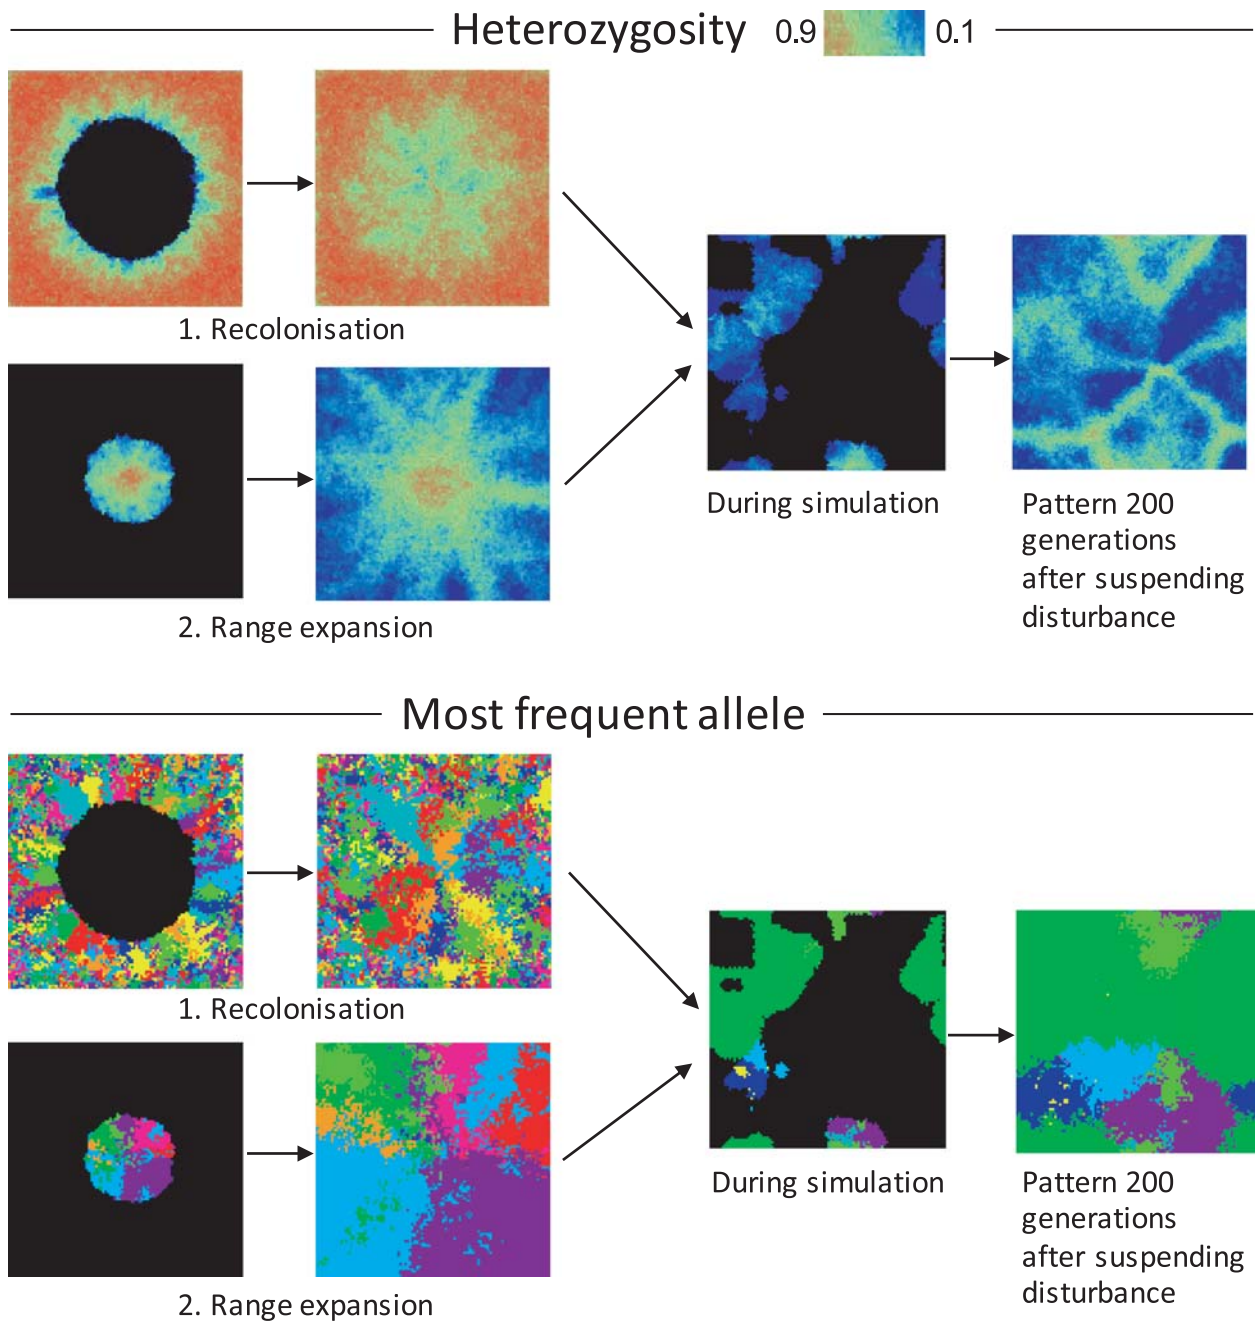 Heterozygosity 0.9 0.1
1. Recolonisation
2. Range expansion
During simulation
Pattern 200
generations
after suspending
disturbance
Most frequent allele
1. Recolonisation
2. Range expansion
During simulation
Pattern 200
generations
after suspending
disturbance